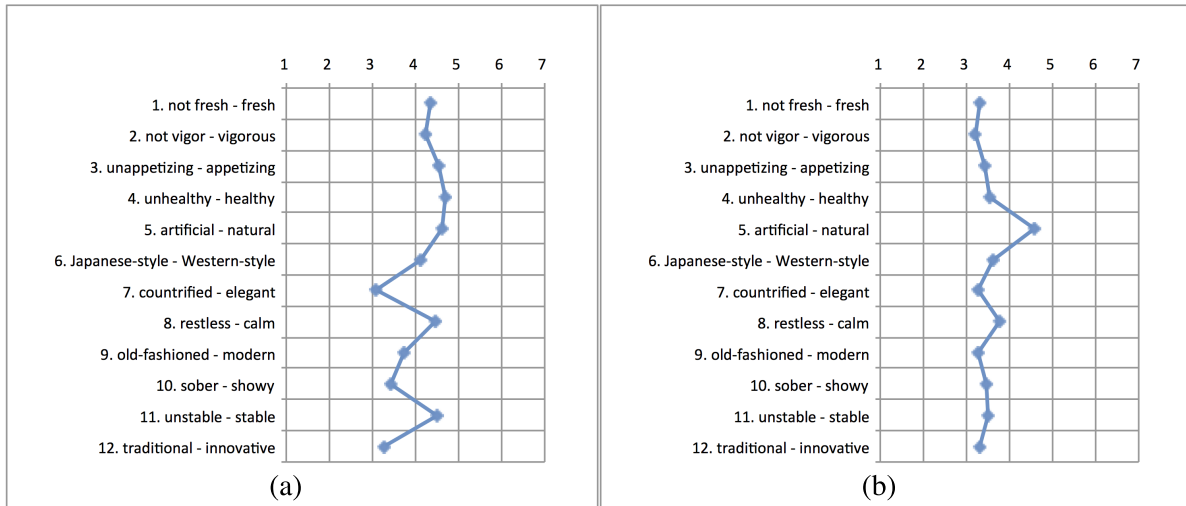 1 2 3 4 5 6 7
1. not fresh - fresh
2. not vigor - vigorous
3. unappetizing - appetizing
4. unhealthy - healthy
5. artificial - natural
6. Japanese-style - Western-style
7. countrified - elegant
8. restless - calm
9. old-fashioned - modern
10. sober - showy
11. unstable - stable
12. traditional - innovative
(a)
1 2 3 4 5 6 7
1. not fresh - fresh
2. not vigor - vigorous
3. unappetizing - appetizing
4. unhealthy - healthy
5. artificial - natural
6. Japanese-style - Western-style
7. countrified - elegant
8. restless - calm
9. old-fashioned - modern
10. sober - showy
11. unstable - stable
12. traditional - innovative
(b)